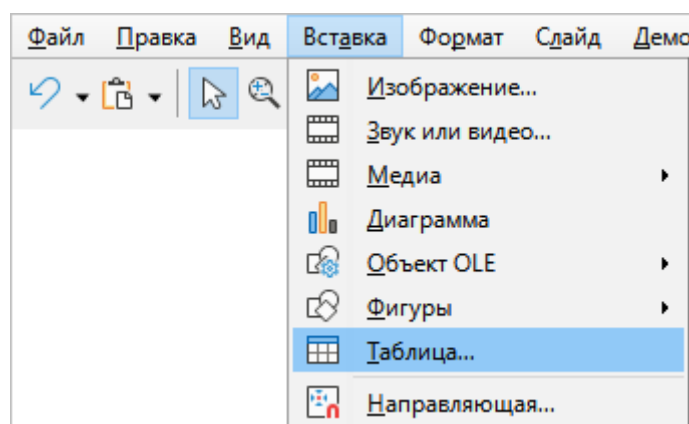 Файл Правка Вид Вставка Формат Слайд Демо
Изображение...
Звук или видео...
Медиа
Диаграмма
Объект OLE
Фигуры
Таблица...
Направляющая...